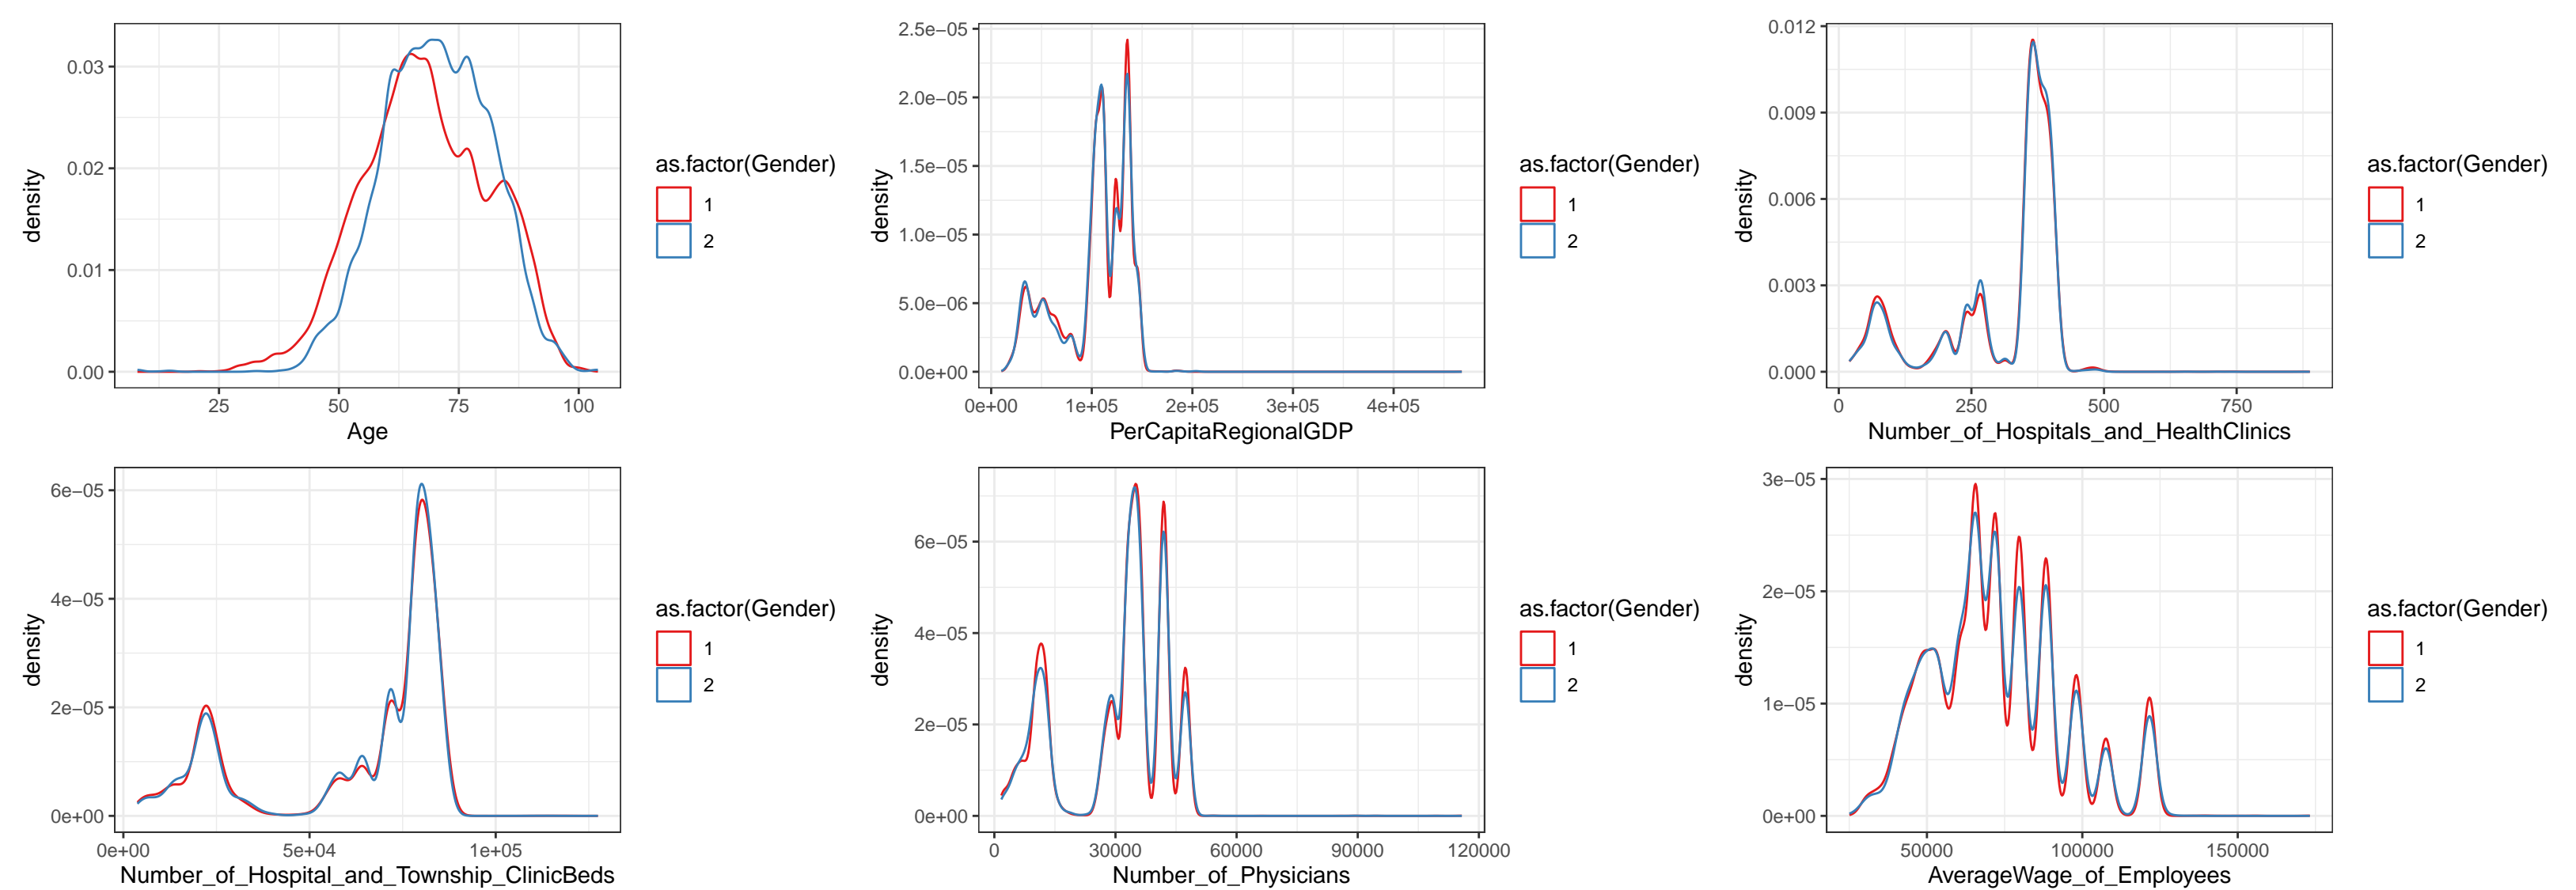 0.03
0.02
0.01
0.00
density
25
50
75
100
Age
as.factor(Gender)
1
2
2.5e−05
2.0e−05
1.5e−05
1.0e−05
5.0e−06
0.0e+00
density
0e+00
1e+05
2e+05
3e+05
4e+05
PerCapitaRegionalGDP
as.factor(Gender)
1
2
0.012
0.009
0.006
0.003
0.000
density
0
250
500
750
Number_of_Hospitals_and_HealthClinics
as.factor(Gender)
1
2
6e−05
4e−05
2e−05
0e+00
density
0e+00
5e+04
1e+05
Number_of_Hospital_and_Township_ClinicBeds
as.factor(Gender)
1
2
6e−05
4e−05
2e−05
0e+00
density
0
30000
60000
90000
120000
Number_of_Physicians
as.factor(Gender)
1
2
3e−05
2e−05
1e−05
0e+00
density
50000
100000
150000
AverageWage_of_Employees
as.factor(Gender)
1
2